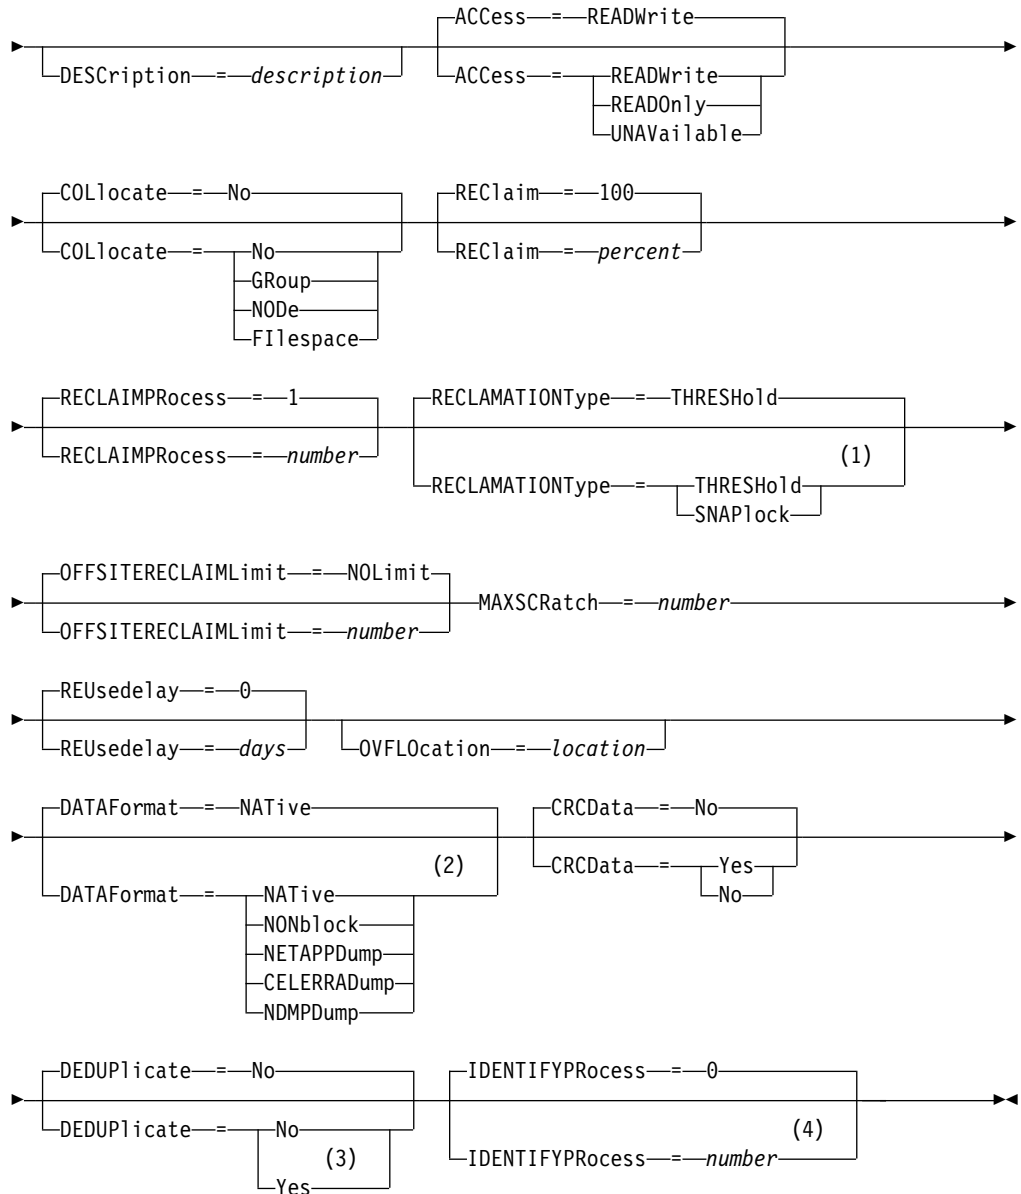 ACCess = READWrite
DESCription = description
ACCess = READWrite
READOnly
UNAVailable
COLlocate = No
REClaim = 100
COLlocate = No
REClaim = percent
GRoup
NODe
FIlespace
RECLAIMPRocess = 1
RECLAMATIONType = THRESHold
RECLAIMPRocess = number
(1)
RECLAMATIONType = THRESHold
SNAPlock
OFFSITERECLAIMLimit = NOLimit
MAXSCRatch = number
OFFSITERECLAIMLimit = number
REUsedelay = 0
REUsedelay = days
OVFLOcation = location
DATAFormat = NATive
CRCData = No
(2)
CRCData = Yes
No
DATAFormat = NATive
NONblock
NETAPPDump
CELERRADump
NDMPDump
DEDUPlicate = No
IDENTIFYPRocess = 0
DEDUPlicate = No
(4)
(3)
IDENTIFYPRocess = number
Yes